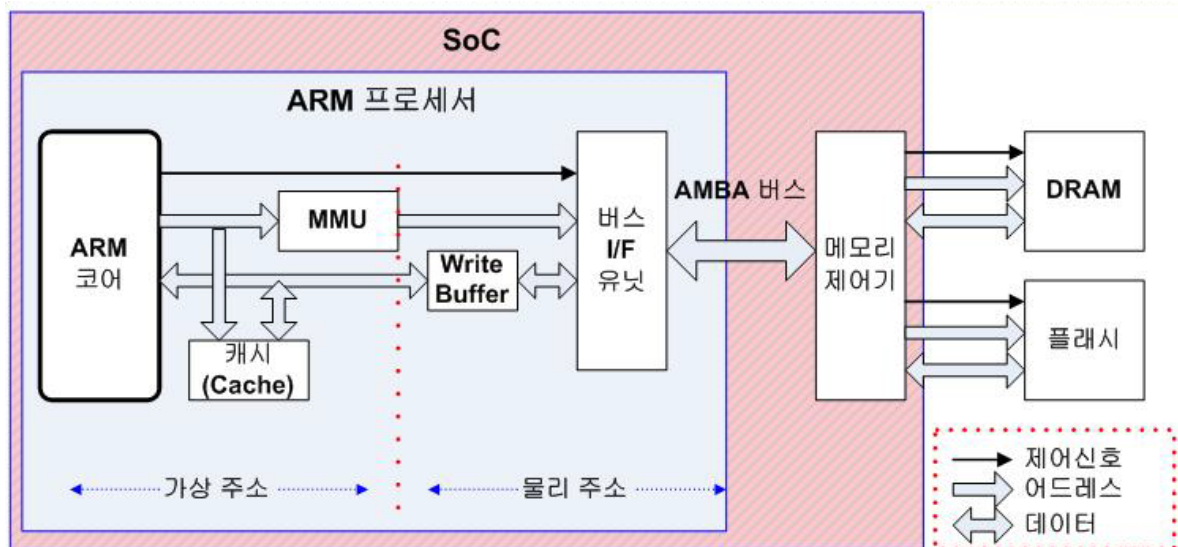 SoC
ARM 프로세서
ARM
코어
MMU
Write
Buffer
캐시
(Cache)
버스
I/F
유닛
AMBA 버스
메모리
제어기
DRAM
플래시
가상 주소
물리 주소
제어신호
어드레스
데이터